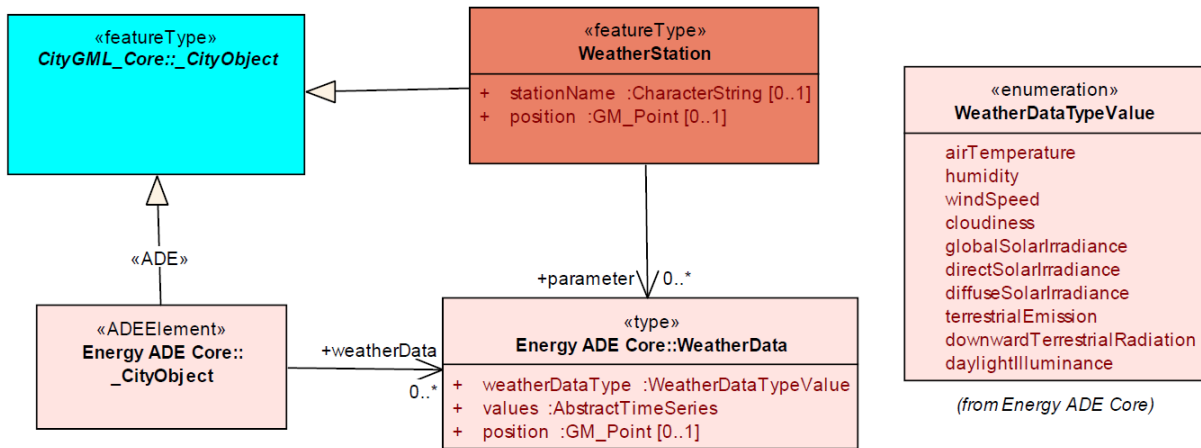 «featureType»
CityGML_Core::_CityObject
«featureType»
WeatherStation
+ stationName :CharacterString [0..1]
+ position :GM_Point [0..1]
«enumeration»
WeatherDataTypeValue
airTemperature
humidity
windSpeed
cloudiness
globalSolarIrradiance
directSolarIrradiance
diffuseSolarIrradiance
terrestrialEmission
downwardTerrestrialRadiation
daylightIlluminance
(from Energy ADE Core)
«ADE»
+parameter 0..*
«ADEElement»
Energy ADE Core::
_CityObject
+weatherData
0..*
«type»
Energy ADE Core::WeatherData
+ weatherDataType :WeatherDataTypeValue
+ values :AbstractTimeSeries
+ position :GM_Point [0..1]